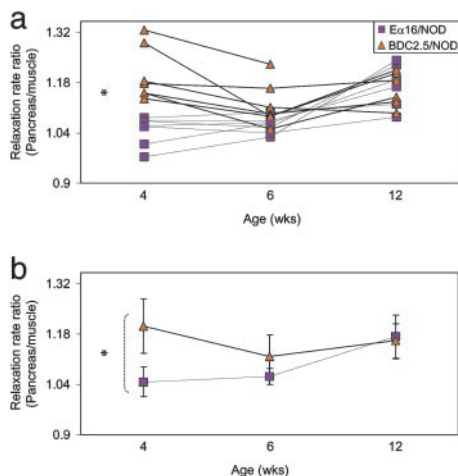 a
Eα16/NOD
BDC2.5/NOD
Relaxation rate ratio
(Pancreas/muscle)
1.32
1.18
1.04
0.9
*
4
6
12
Age (wks)
b
Relaxation rate ratio
(Pancreas/muscle)
1.32
1.18
1.04
0.9
*
4
6
12
Age (wks)